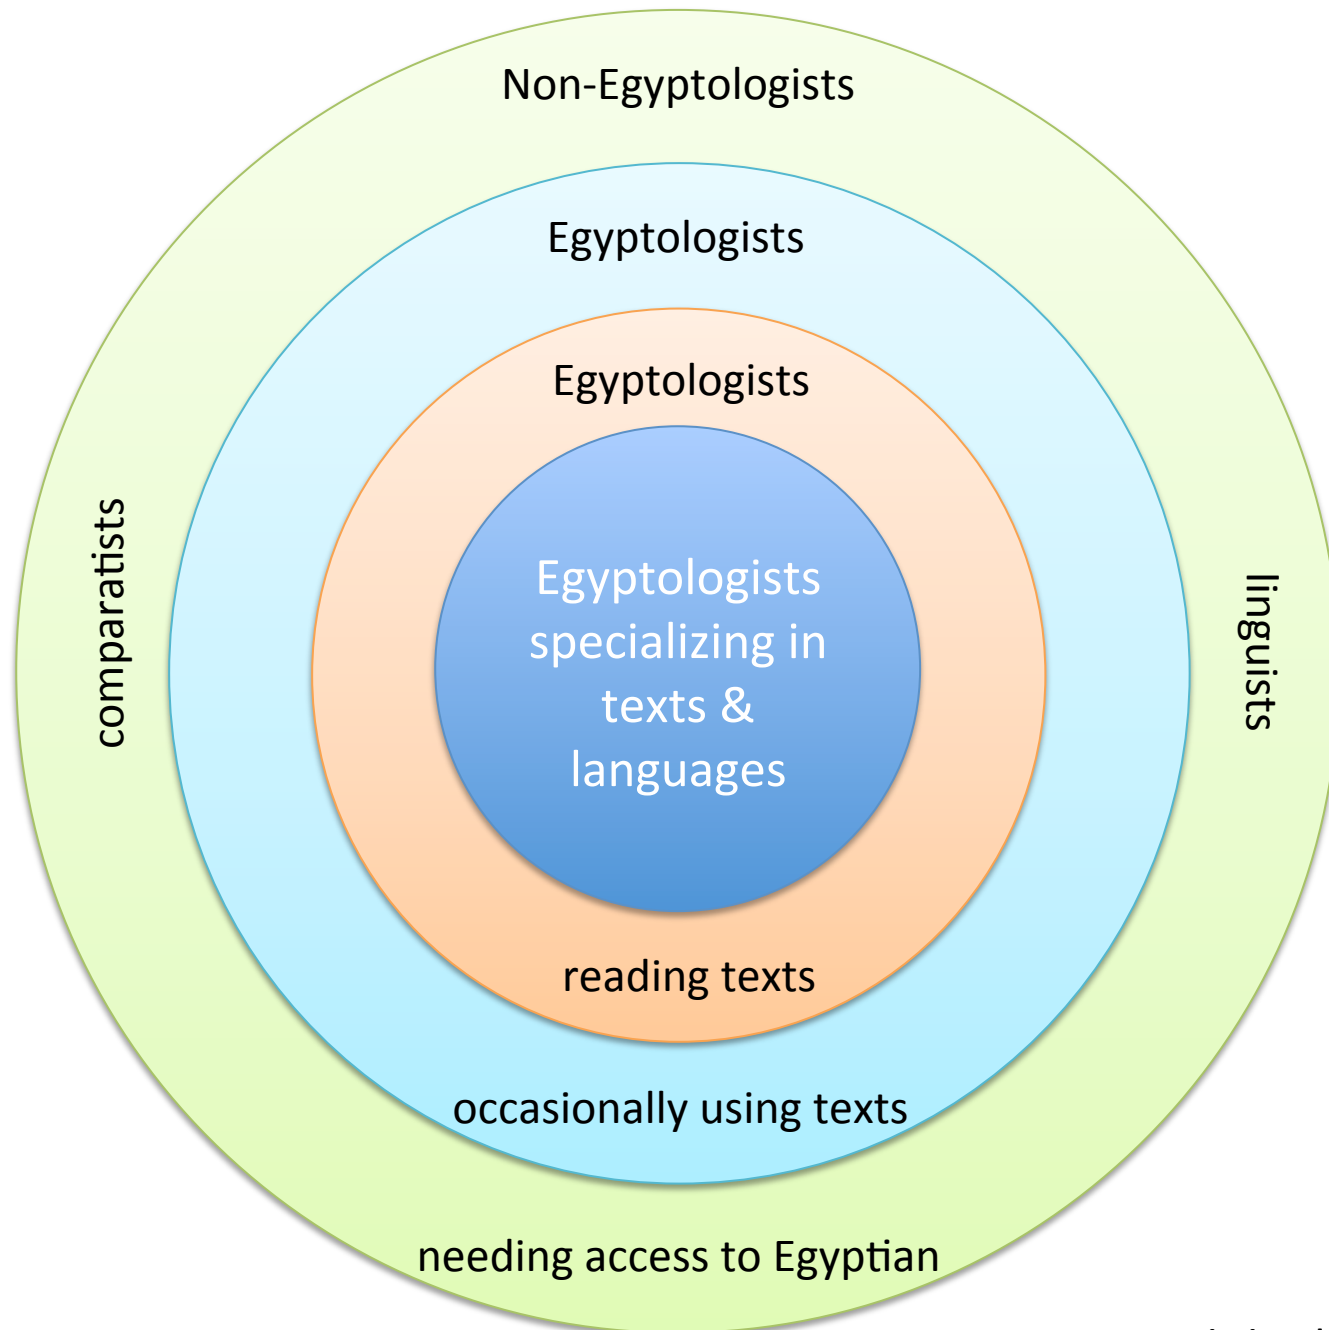 Non-Egyptologists
Egyptologists
Egyptologists
comparatists
linguists
Egyptologists
specializing in
texts &
languages
reading texts
occasionally using texts
needing access to Egyptian